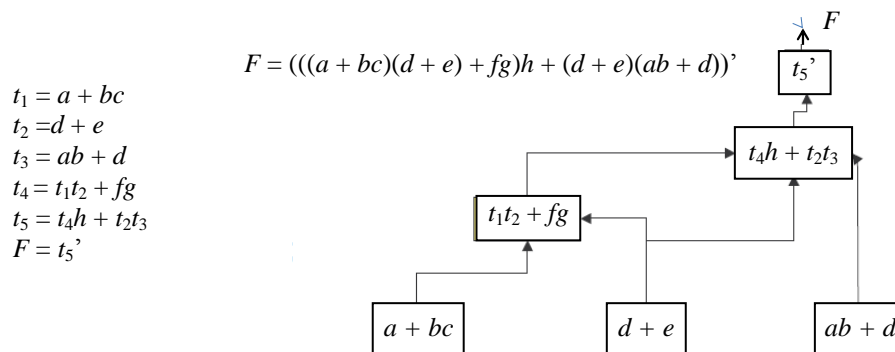 F
F = (((a + bc)(d + e) + fg)h + (d + e)(ab + d))’
t₅’
t₁ = a + bc
t₂ =d + e
t₃ = ab + d
t₄ = t₁t₂ + fg
t₅ = t₄h + t₂t₃
F = t₅’
t₄h + t₂t₃
t₁t₂ + fg
a + bc
d + e
ab + d